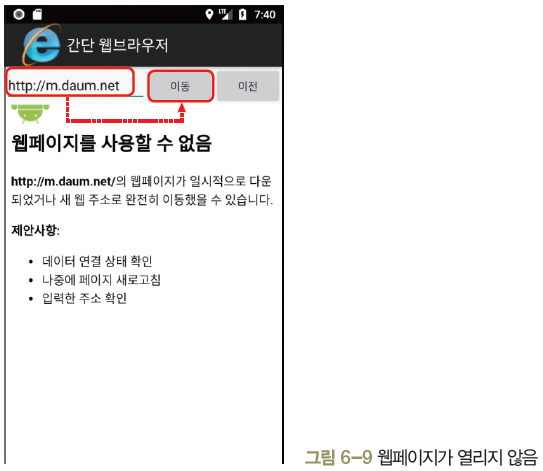 LTE 7:40
간단 웹브라우저
http://m.daum.net 이동 이전
웹페이지를 사용할 수 없음
http://m.daum.net/의 웹페이지가 일시적으로 다운
되었거나 새 웹 주소로 완전히 이동했을 수 있습니다.
제안사항:
• 데이터 연결 상태 확인
• 나중에 페이지 새로고침
• 입력한 주소 확인
그림 6-9 웹페이지가 열리지 않음